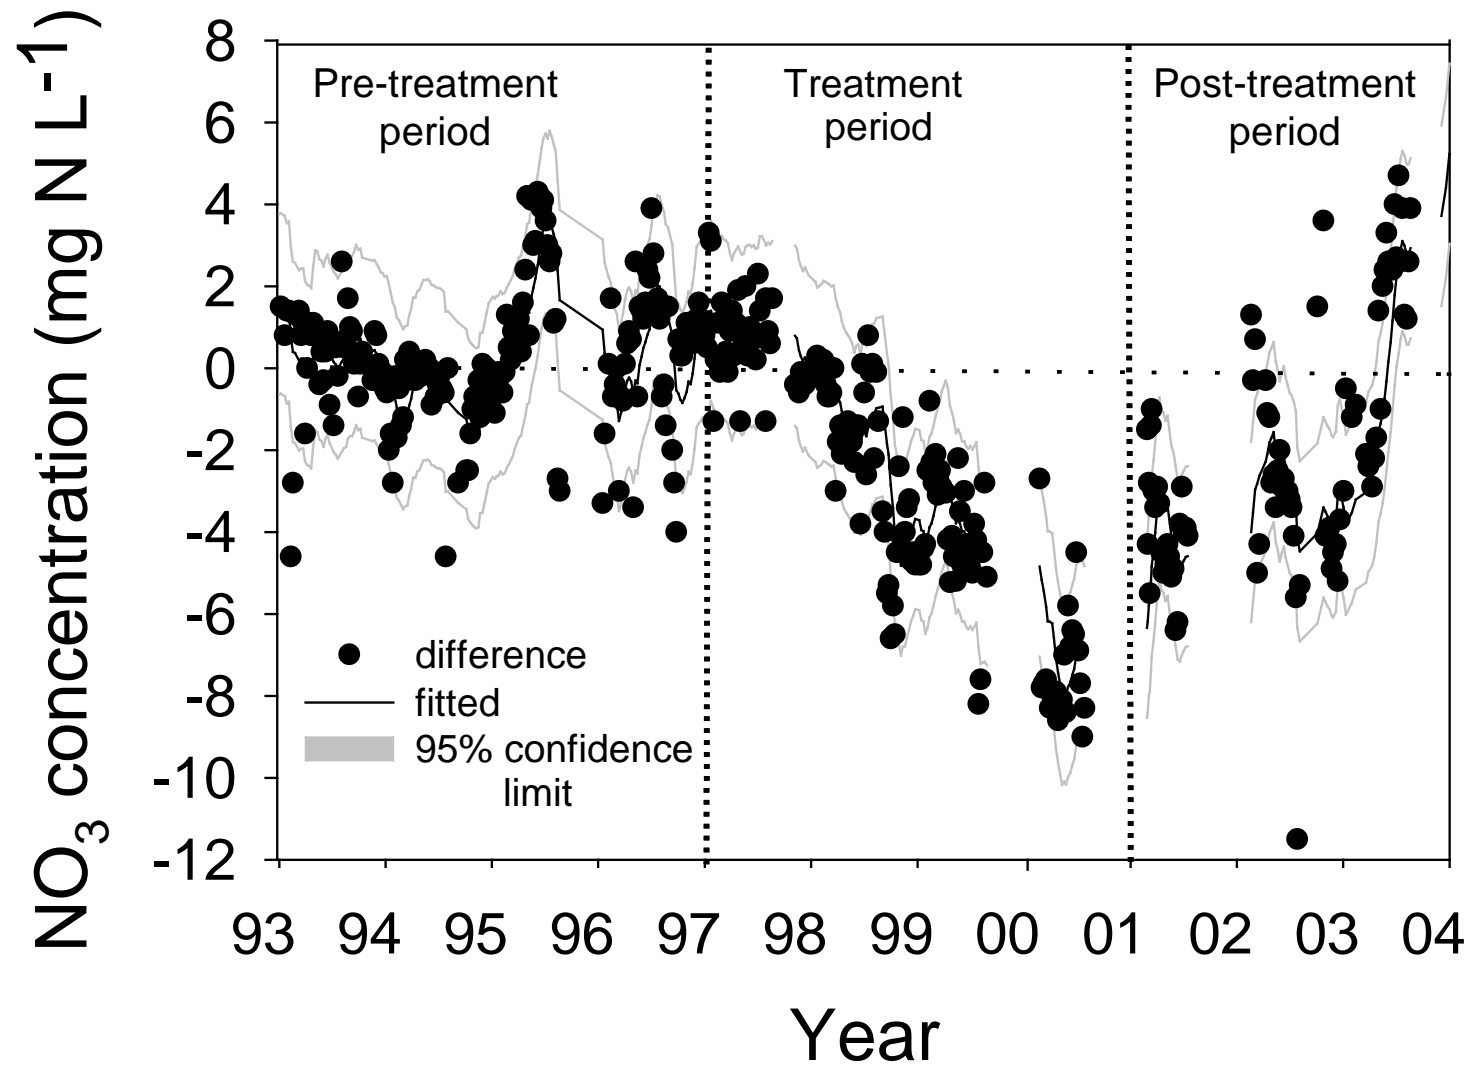 NO3 concentration (mg N L-1)
8
6
4
2
0
-2
-4
-6
-8
-10
-12
Pre-treatment
period
Treatment
period
Post-treatment
period
difference
fitted
95% confidence
limit
93 94 95 96 97 98 99 00 01 02 03 04
Year